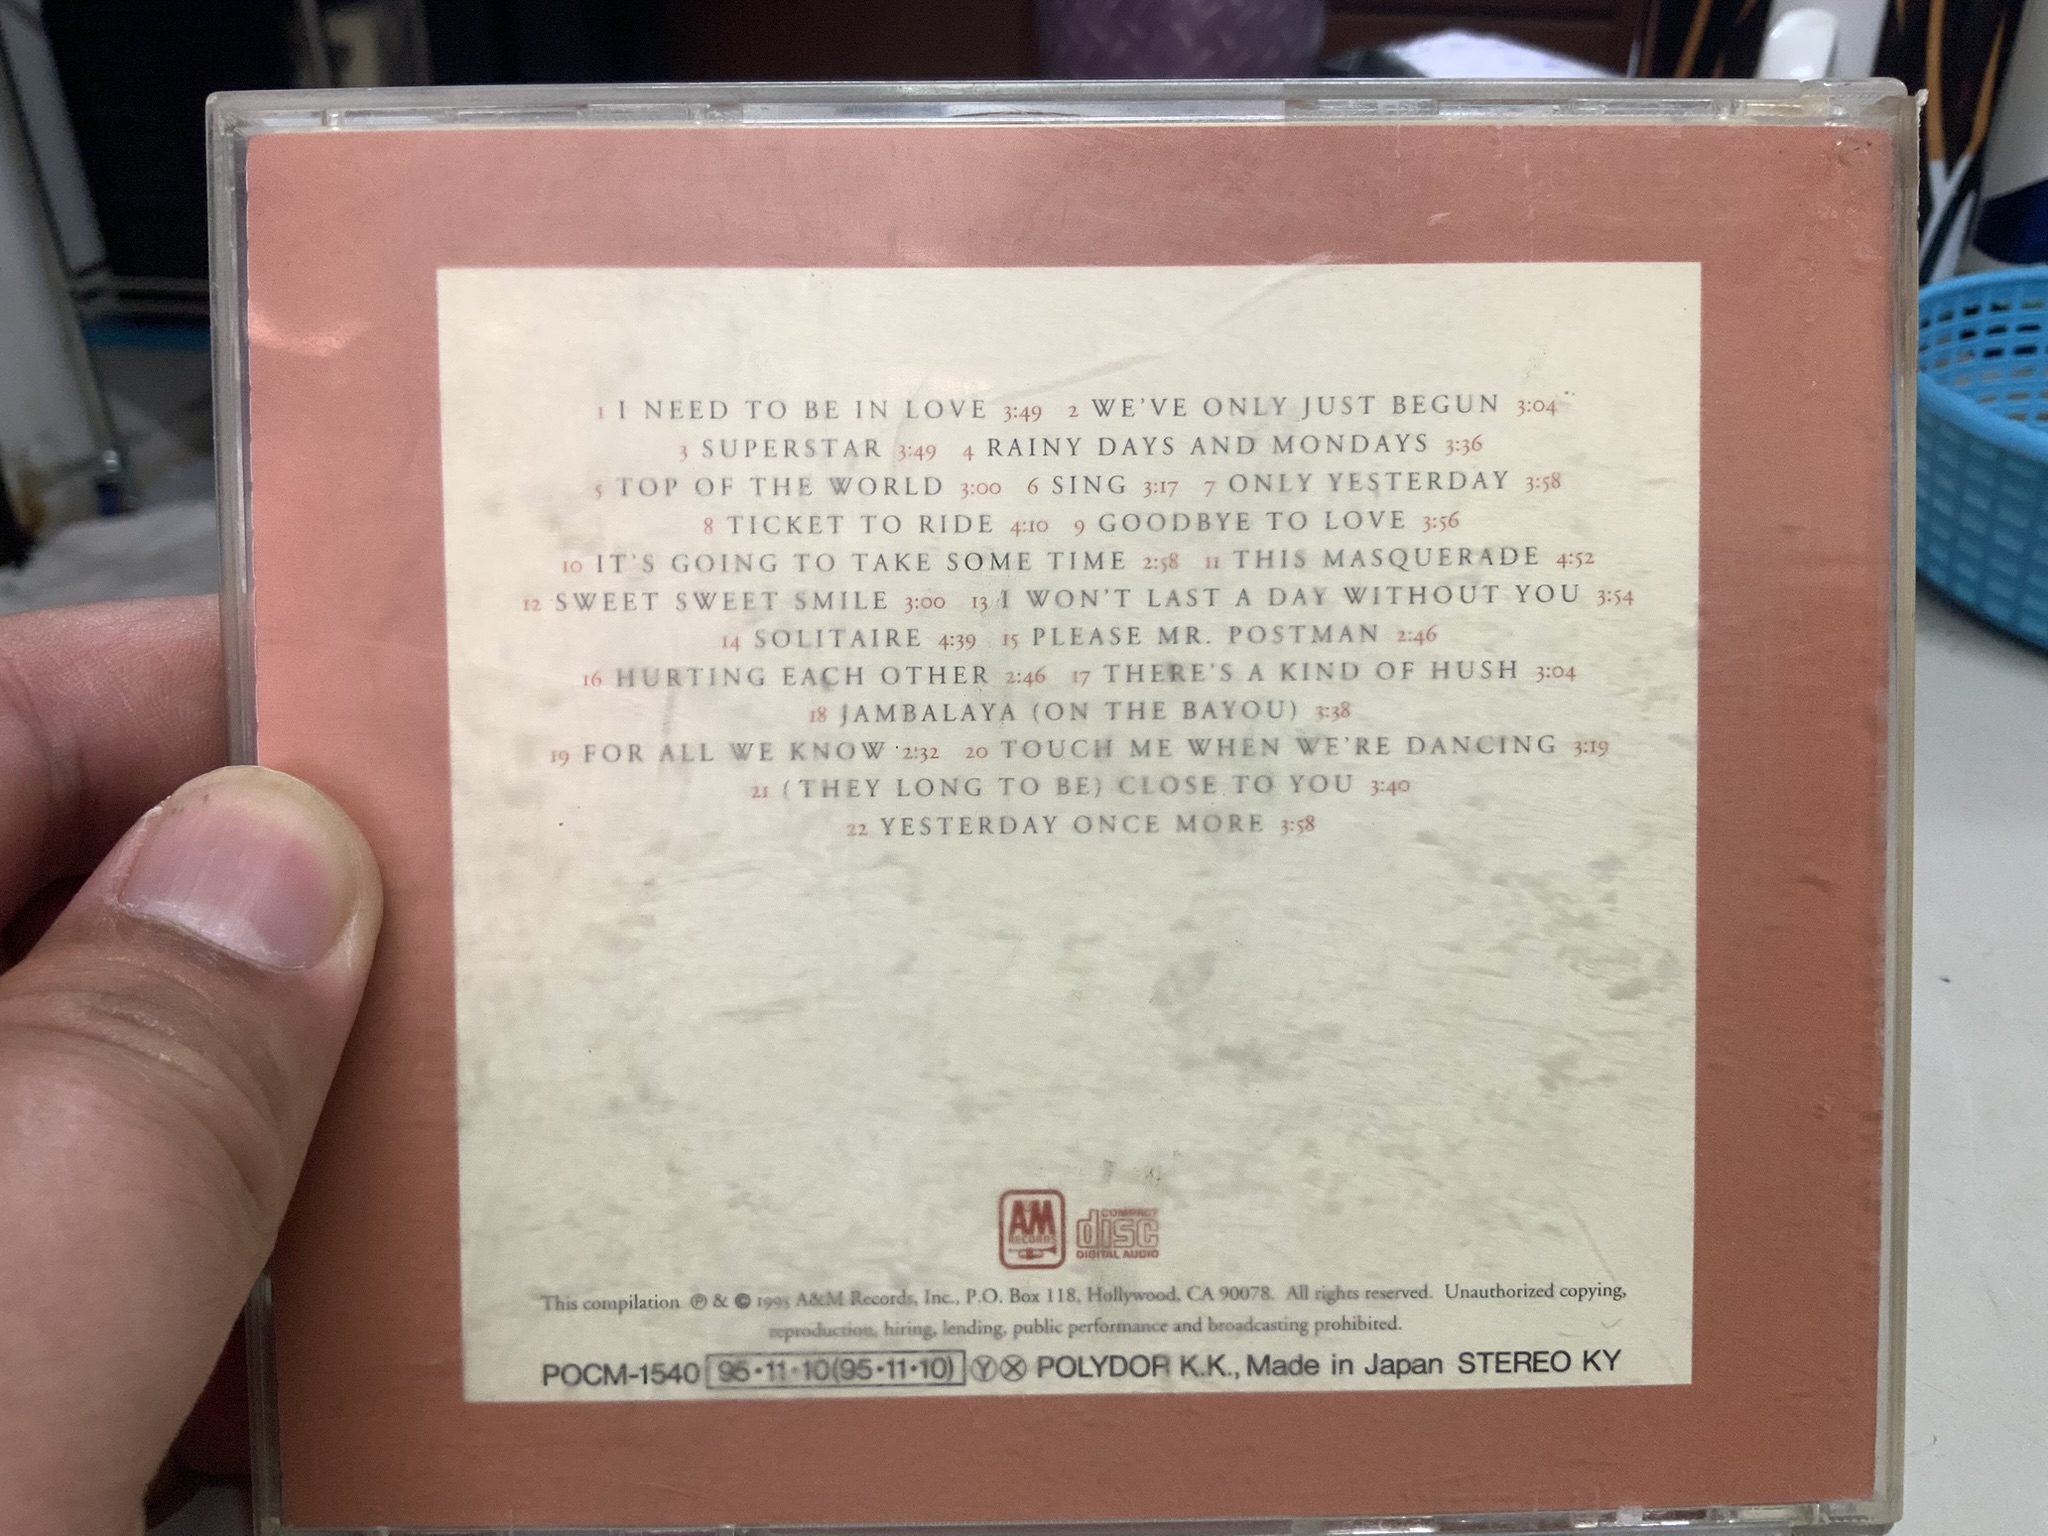 1 I NEED TO BE IN LOVE 3:49 2 WE'VE ONLY JUST BEGUN 3:04
3 SUPERSTAR 3:49 4 RAINY DAYS AND MONDAYS 3:36
5 TOP OF THE WORLD 3:00 6 SING 3:17 7 ONLY YESTERDAY 3:58
8 TICKET TO RIDE 4:10 9 GOODBYE TO LOVE 3:56
10 IT'S GOING TO TAKE SOME TIME 2:58 11 THIS MASQUERADE 4:52
12 SWEET SWEET SMILE 3:00 13 I WON'T LAST A DAY WITHOUT YOU 3:54
14 SOLITAIRE 4:39 15 PLEASE MR. POSTMAN 2:46
16 HURTING EACH OTHER 2:46 17 THERE'S A KIND OF HUSH 3:04
18 JAMBALAYA (ON THE BAYOU) 3:38
19 FOR ALL WE KNOW 2:32 20 TOUCH ME WHEN WE'RE DANCING 3:19
21 (THEY LONG TO BE) CLOSE TO YOU 3:40
22 YESTERDAY ONCE MORE 3:58
A&M
RECORDS
COMPACT
disc
DIGITAL AUDIO
This compilation ℗ & © 1995 A&M Records, Inc., P.O. Box 118, Hollywood, CA 90078. All rights reserved. Unauthorized copying,
reproduction, hiring, lending, public performance and broadcasting prohibited.
POCM-1540 95・11・10(95・11・10) Ⓨ Ⓧ POLYDOR K.K., Made in Japan STEREO KY